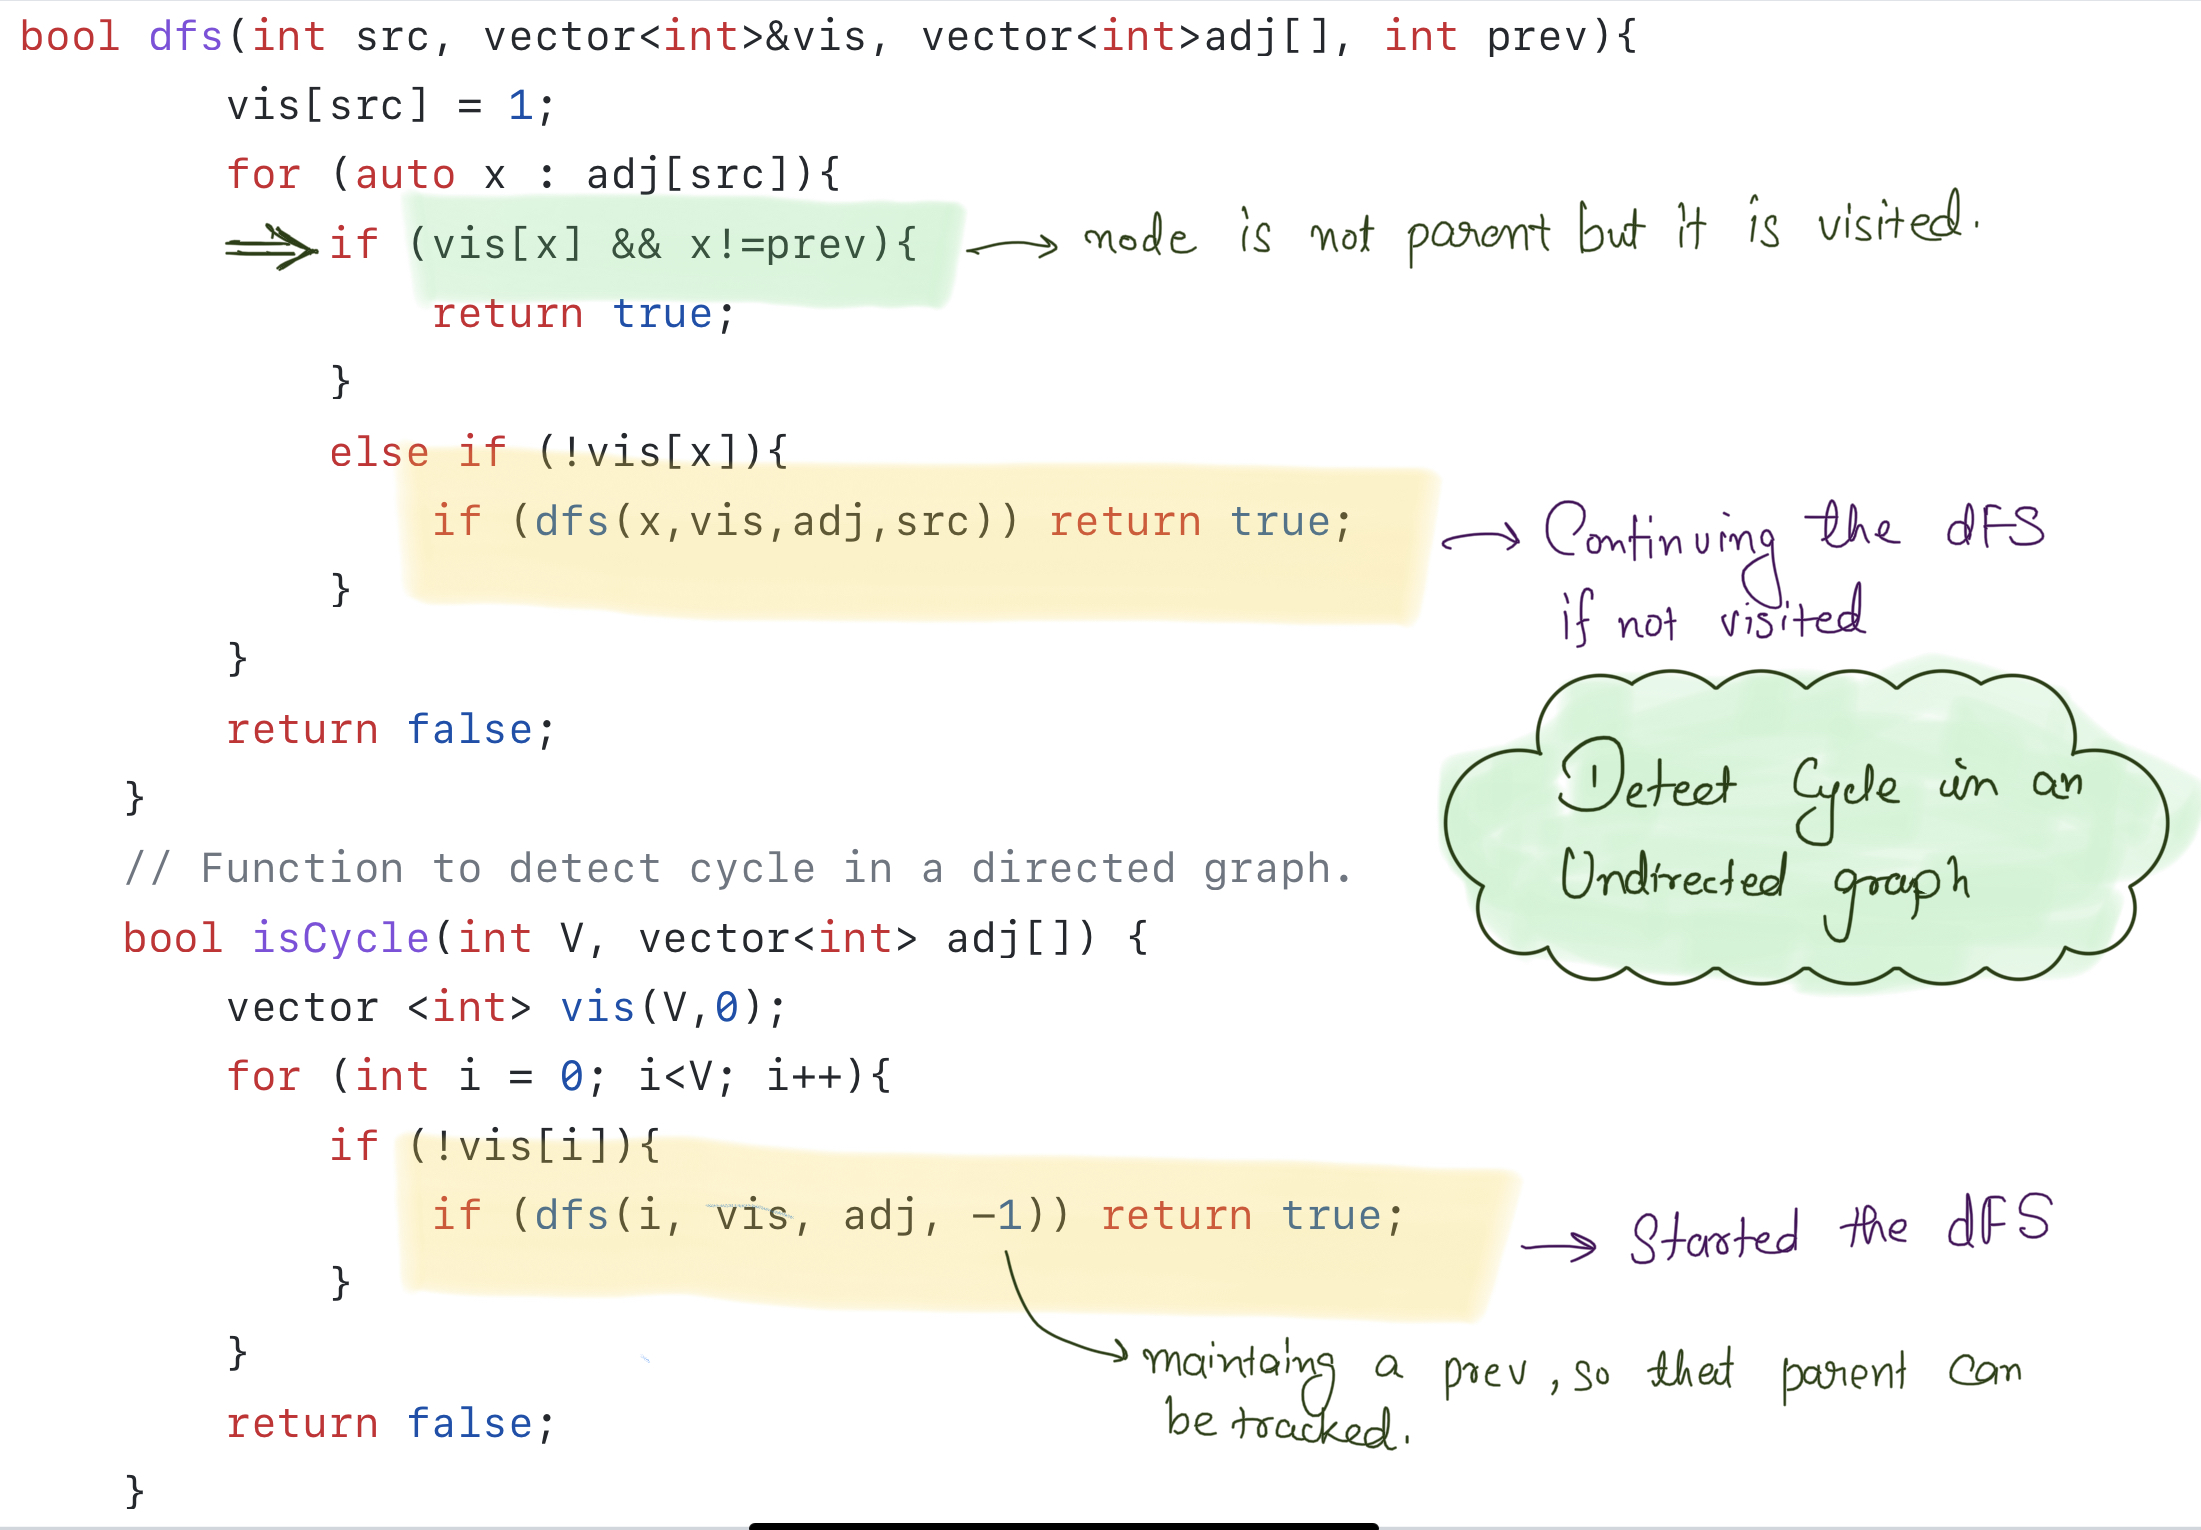 bool dfs(int src, vector<int>&vis, vector<int>adj[], int prev){
vis[src] = 1;
for (auto x : adj[src]){
if (vis[x] && x!=prev){
node is not parent but it is visited.
return true;
}
else if (!vis[x]){
if (dfs(x,vis,adj,src)) return true;
Continuing the dFS
if not visited
}
}
return false;
}
Detect Cycle in an
Undirected graph
// Function to detect cycle in a directed graph.
bool isCycle(int V, vector<int> adj[]) {
vector <int> vis(V,0);
for (int i = 0; i<V; i++){
if (!vis[i]){
if (dfs(i, vis, adj, -1)) return true;
Started the dFS
}
maintaing a prev, so that parent can
be tracked.
}
return false;
}